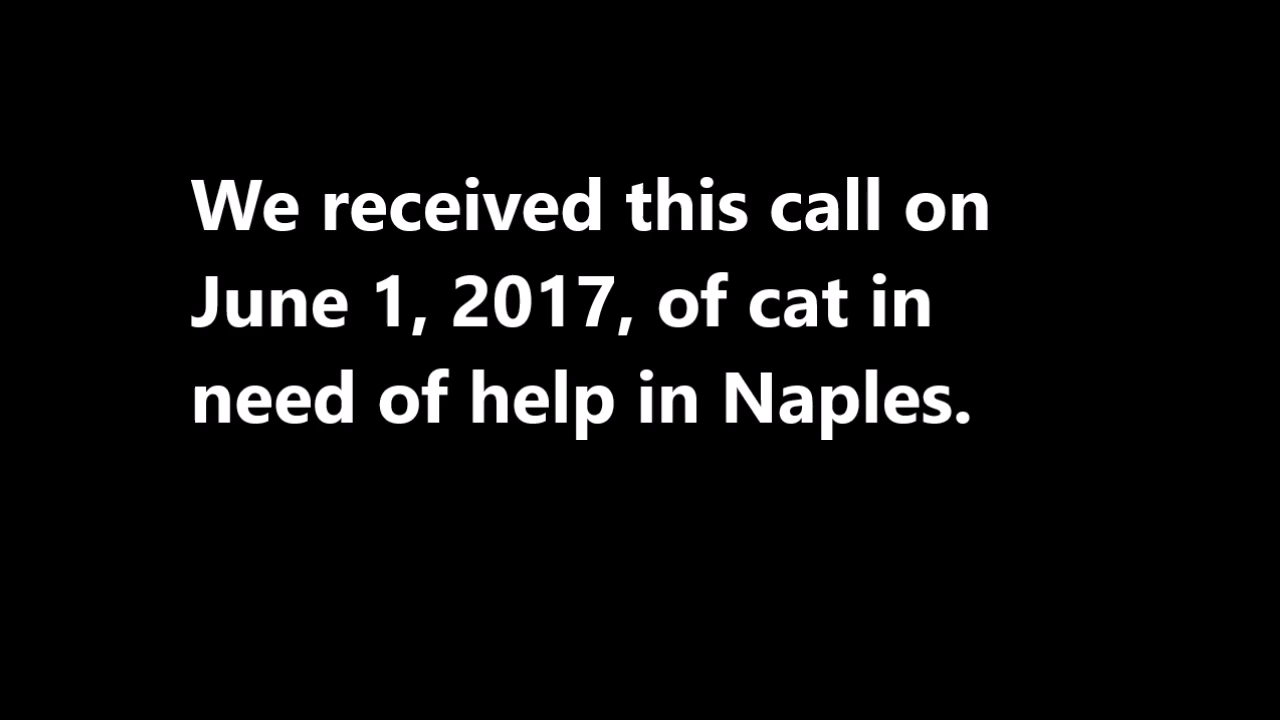 We received this call on
June 1, 2017, of cat in
need of help in Naples.